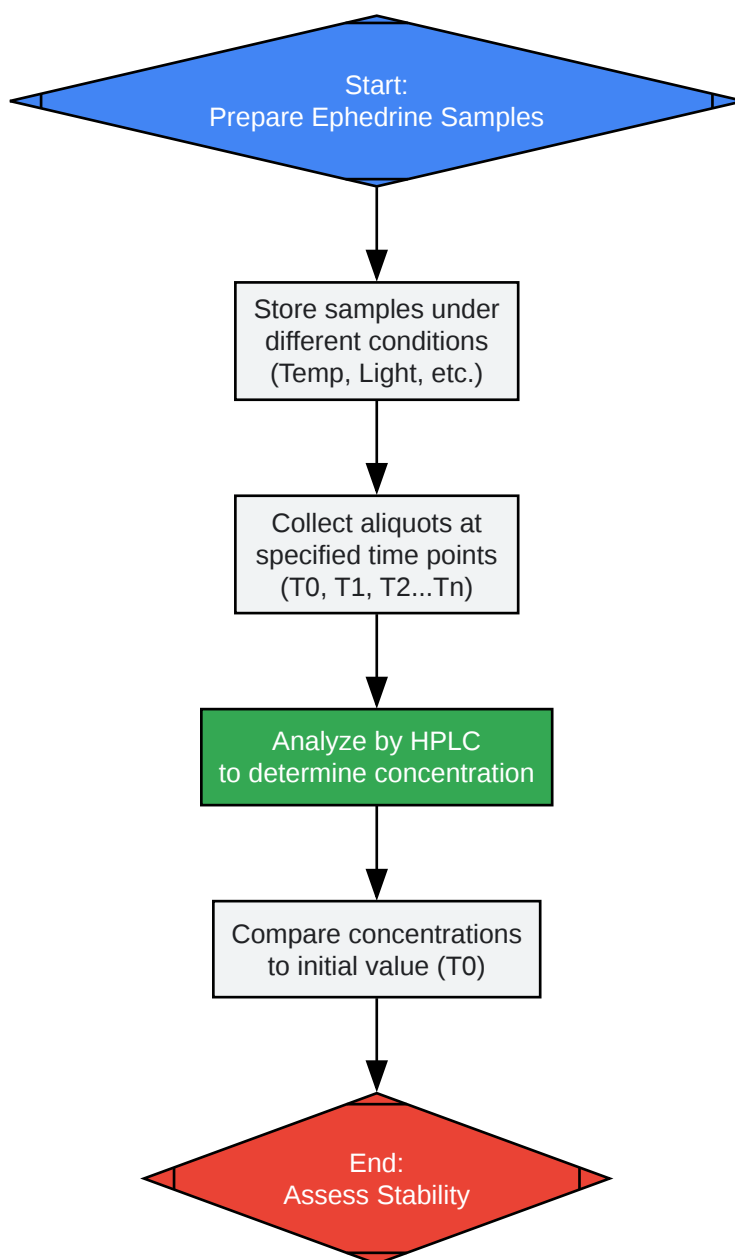 Start:
Prepare Ephedrine Samples
Store samples under
different conditions
(Temp, Light, etc.)
Collect aliquots at
specified time points
(T0, T1, T2...Tn)
Analyze by HPLC
to determine concentration
Compare concentrations
to initial value (T0)
End:
Assess Stability